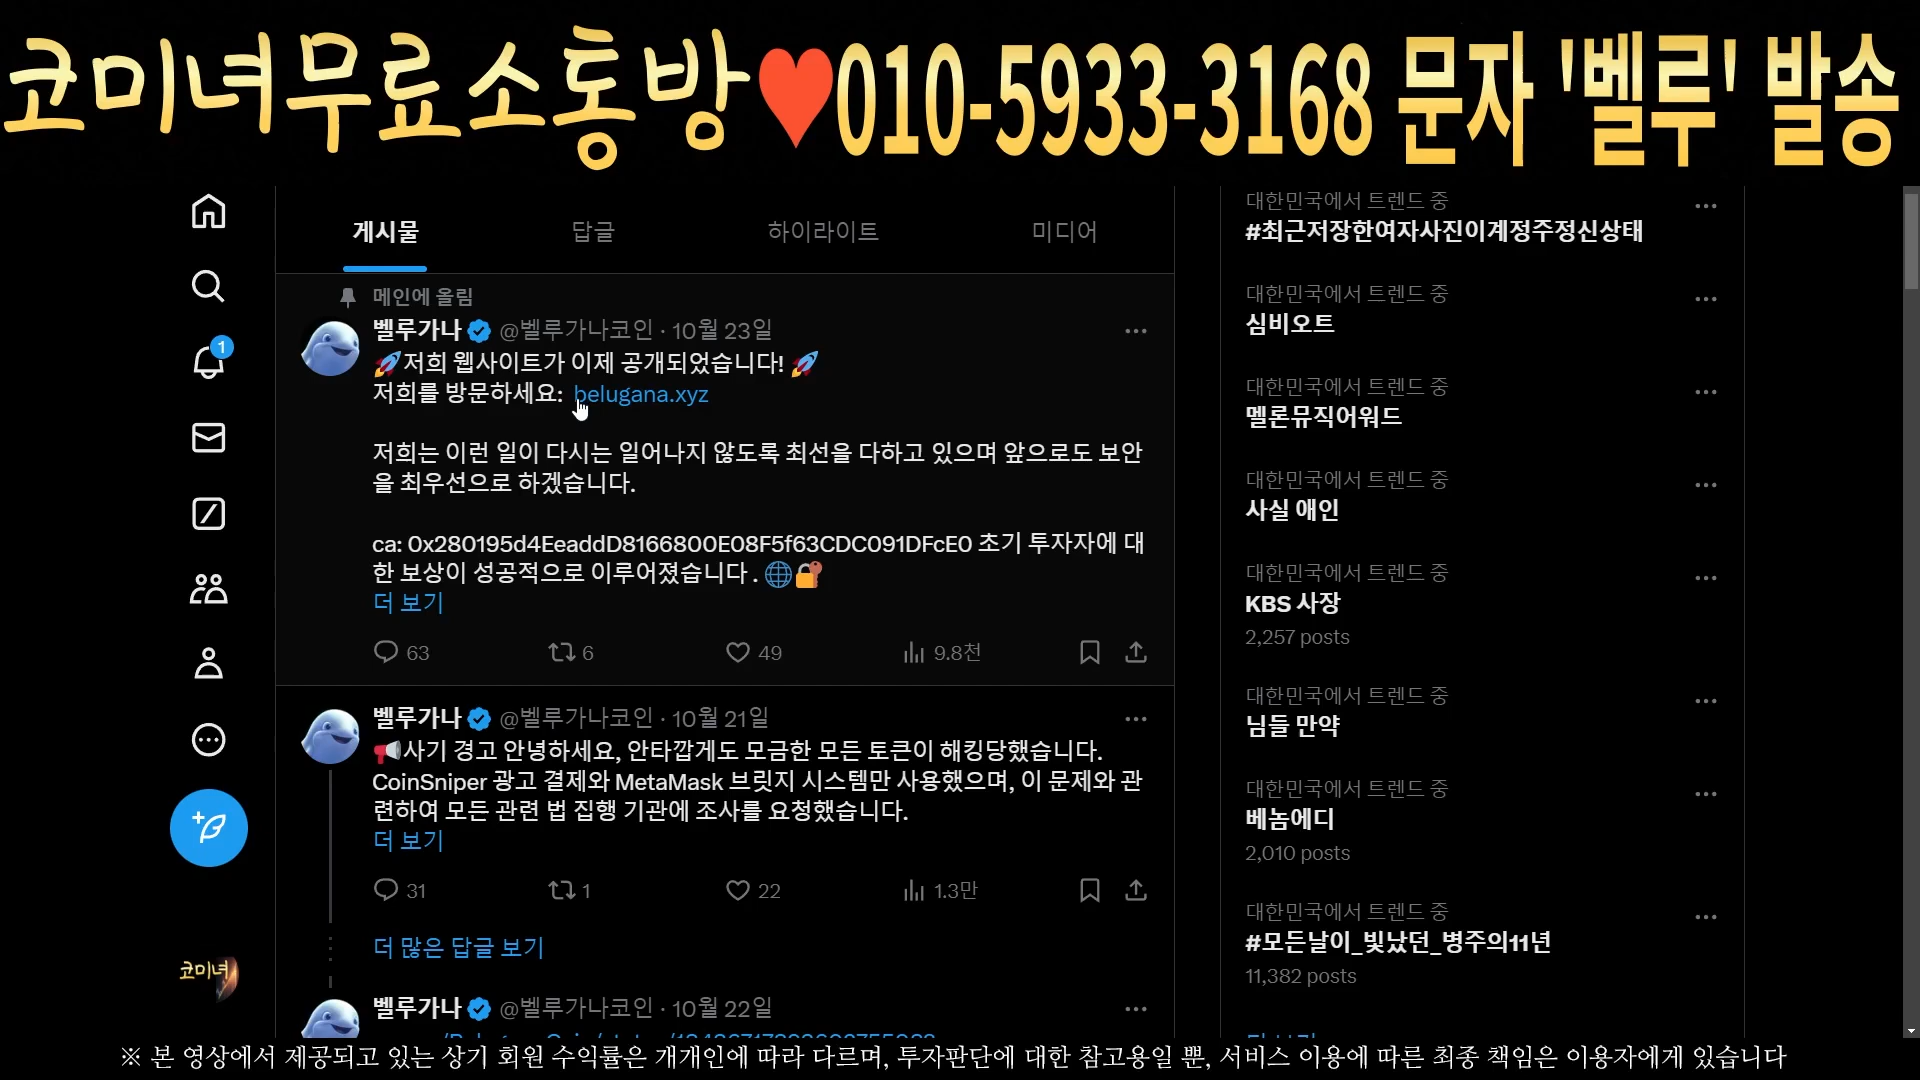 코미녀무료소통방♥010-5933-3168 문자 '벨루' 발송
게시물 답글 하이라이트 미디어
메인에 올림
벨루가나 @벨루가나코인 · 10월 23일
🚀저희 웹사이트가 이제 공개되었습니다! 🚀
저희를 방문하세요: belugana.xyz
저희는 이런 일이 다시는 일어나지 않도록 최선을 다하고 있으며 앞으로도 보안
을 최우선으로 하겠습니다.
ca: 0x280195d4EeaddD8166800E08F5f63CDC091DFcE0 초기 투자자에 대
한 보상이 성공적으로 이루어졌습니다 . 🌐🔐
더 보기
63 6 49 9.8천
벨루가나 @벨루가나코인 · 10월 21일
📢사기 경고 안녕하세요, 안타깝게도 모금한 모든 토큰이 해킹당했습니다.
CoinSniper 광고 결제와 MetaMask 브릿지 시스템만 사용했으며, 이 문제와 관
련하여 모든 관련 법 집행 기관에 조사를 요청했습니다.
더 보기
31 1 22 1.3만
더 많은 답글 보기
벨루가나 @벨루가나코인 · 10월 22일
1
코미녀
대한민국에서 트렌드 중
#최근저장한여자사진이계정주정신상태
대한민국에서 트렌드 중
심비오트
대한민국에서 트렌드 중
멜론뮤직어워드
대한민국에서 트렌드 중
사실 애인
대한민국에서 트렌드 중
KBS 사장
2,257 posts
대한민국에서 트렌드 중
님들 만약
대한민국에서 트렌드 중
베놈에디
2,010 posts
대한민국에서 트렌드 중
#모든날이_빛났던_병주의11년
11,382 posts
※ 본 영상에서 제공되고 있는 상기 회원 수익률은 개개인에 따라 다르며, 투자판단에 대한 참고용일 뿐, 서비스 이용에 따른 최종 책임은 이용자에게 있습니다